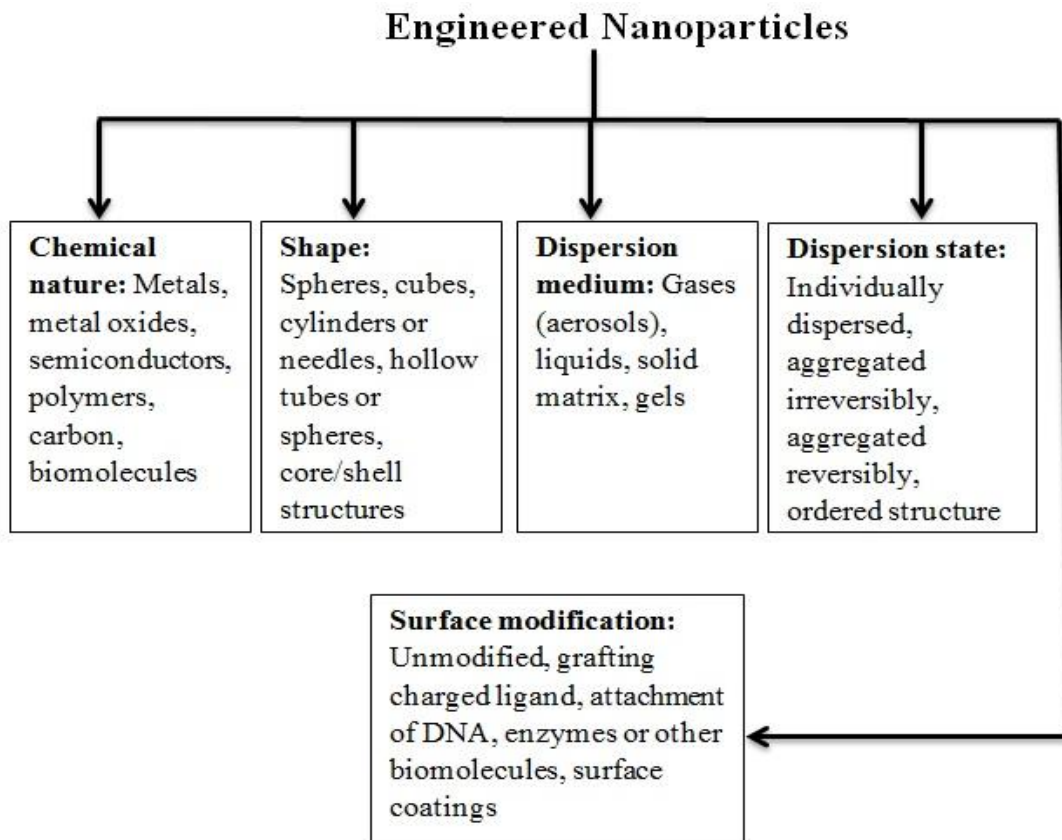 Engineered Nanoparticles
Chemical
nature: Metals,
metal oxides,
semiconductors,
polymers,
carbon,
biomolecules
Shape:
Spheres, cubes,
cylinders or
needles, hollow
tubes or
spheres,
core/shell
structures
Dispersion
medium: Gases
(aerosols),
liquids, solid
matrix, gels
Dispersion state:
Individually
dispersed,
aggregated
irreversibly,
aggregated
reversibly,
ordered structure
Surface modification:
Unmodified, grafting
charged ligand, attachment
of DNA, enzymes or other
biomolecules, surface
coatings